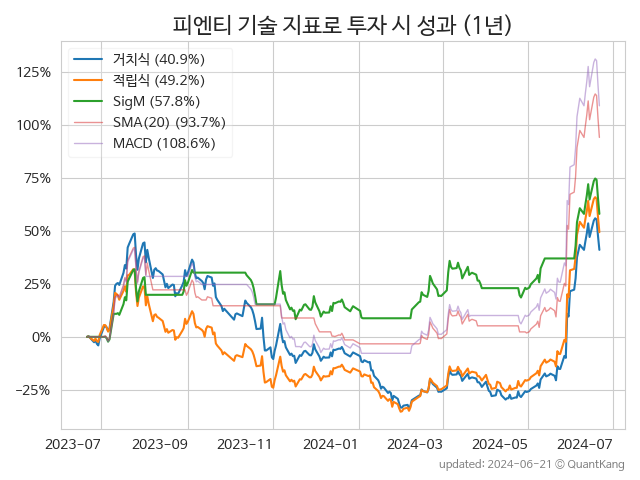 피엔티 기술 지표로 투자 시 성과 (1년)
거치식 (40.9%)
적립식 (49.2%)
SigM (57.8%)
SMA(20) (93.7%)
MACD (108.6%)
125%
100%
75%
50%
25%
0%
−25%
2023-07
2023-09
2023-11
2024-01
2024-03
2024-05
2024-07
updated: 2024-06-21 © QuantKang